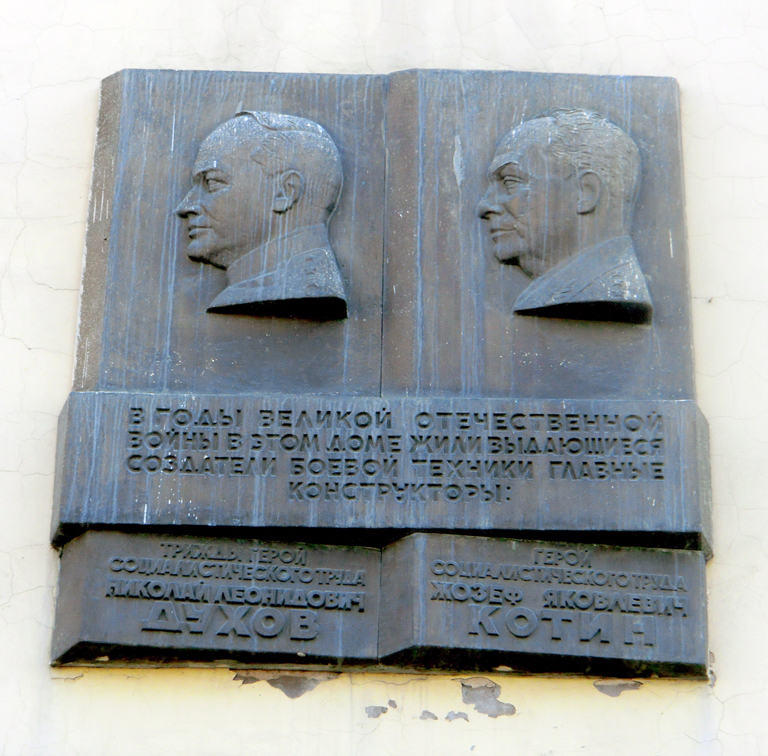 В ГОДЫ ВЕЛИКОЙ ОТЕЧЕСТВЕННОЙ
ВОЙНЫ В ЭТОМ ДОМЕ ЖИЛИ ВЫДАЮЩИЕСЯ
СОЗДАТЕЛИ БОЕВОЙ ТЕХНИКИ ГЛАВНЫЕ
КОНСТРУКТОРЫ:
ТРИЖДЫ ГЕРОЙ
СОЦИАЛИСТИЧЕСКОГО ТРУДА
НИКОЛАЙ ЛЕОНИДОВИЧ
ДУХОВ
ГЕРОЙ
СОЦИАЛИСТИЧЕСКОГО ТРУДА
ЖОЗЕФ ЯКОВЛЕВИЧ
КОТИН